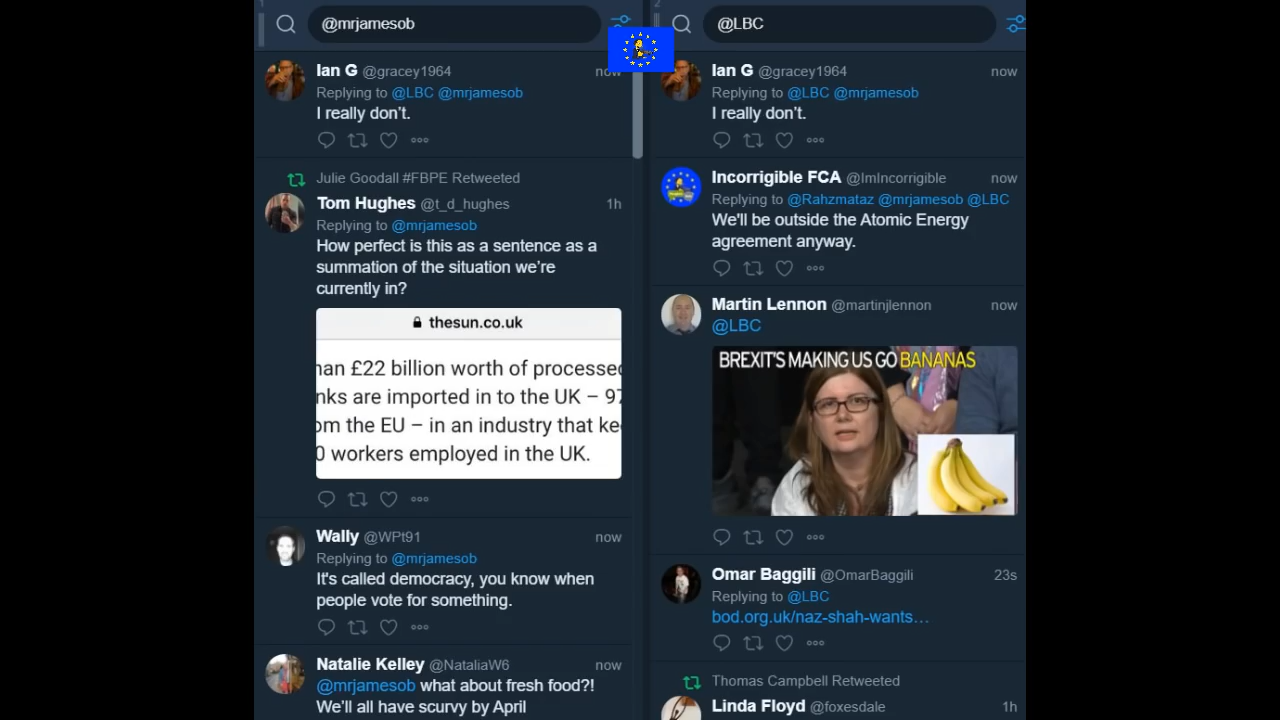 1
@mrjamesob
Ian G @gracey1964 now
Replying to @LBC @mrjamesob
I really don't.
Julie Goodall #FBPE Retweeted
Tom Hughes @t_d_hughes 1h
Replying to @mrjamesob
How perfect is this as a sentence as a
summation of the situation we're
currently in?
thesun.co.uk
han £22 billion worth of processed
nks are imported in to the UK – 97
om the EU – in an industry that kee
0 workers employed in the UK.
Wally @WPt91 now
Replying to @mrjamesob
It's called democracy, you know when
people vote for something.
Natalie Kelley @NataliaW6 now
@mrjamesob what about fresh food?!
We'll all have scurvy by April
2
@LBC
Ian G @gracey1964 now
Replying to @LBC @mrjamesob
I really don't.
Incorrigible FCA @ImIncorrigible now
Replying to @Rahzmataz @mrjamesob @LBC
We'll be outside the Atomic Energy
agreement anyway.
Martin Lennon @martinjlennon now
@LBC
BREXIT'S MAKING US GO BANANAS
Omar Baggili @OmarBaggili 23s
Replying to @LBC
bod.org.uk/naz-shah-wants…
Thomas Campbell Retweeted
Linda Floyd @foxesdale 1h